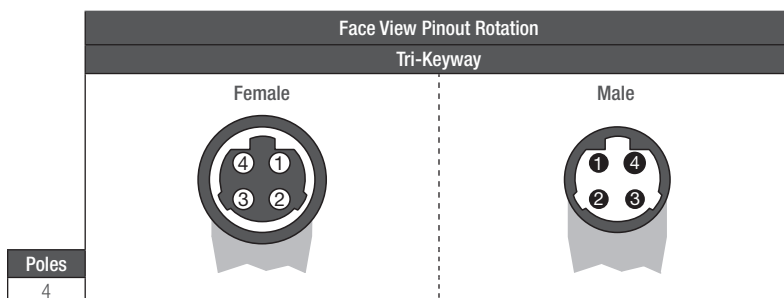 Face View Pinout Rotation
Tri-Keyway
Female Male
4 1 1 4
3 2 2 3
Poles
4